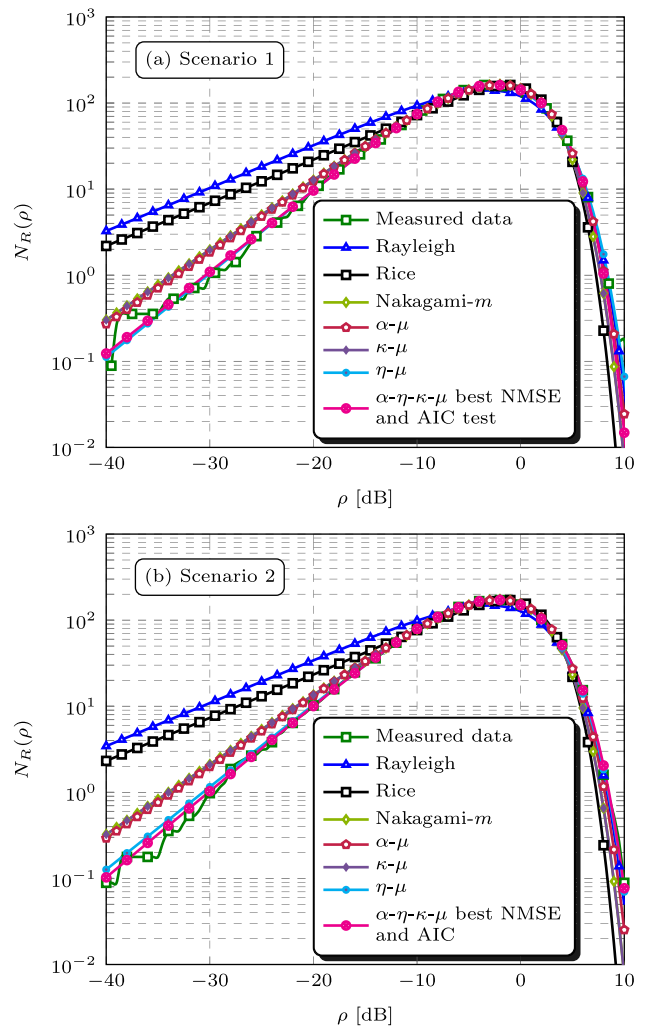 10^3
(a) Scenario 1
10^2
10^1
N_R(ρ)
10^0
10^-1
10^-2
Measured data
Rayleigh
Rice
Nakagami-m
α-μ
κ-μ
η-μ
α-η-κ-μ best NMSE
and AIC test
−40 −30 −20 −10 0 10
ρ [dB]
10^3
(b) Scenario 2
10^2
10^1
N_R(ρ)
10^0
10^-1
10^-2
Measured data
Rayleigh
Rice
Nakagami-m
α-μ
κ-μ
η-μ
α-η-κ-μ best NMSE
and AIC
−40 −30 −20 −10 0 10
ρ [dB]